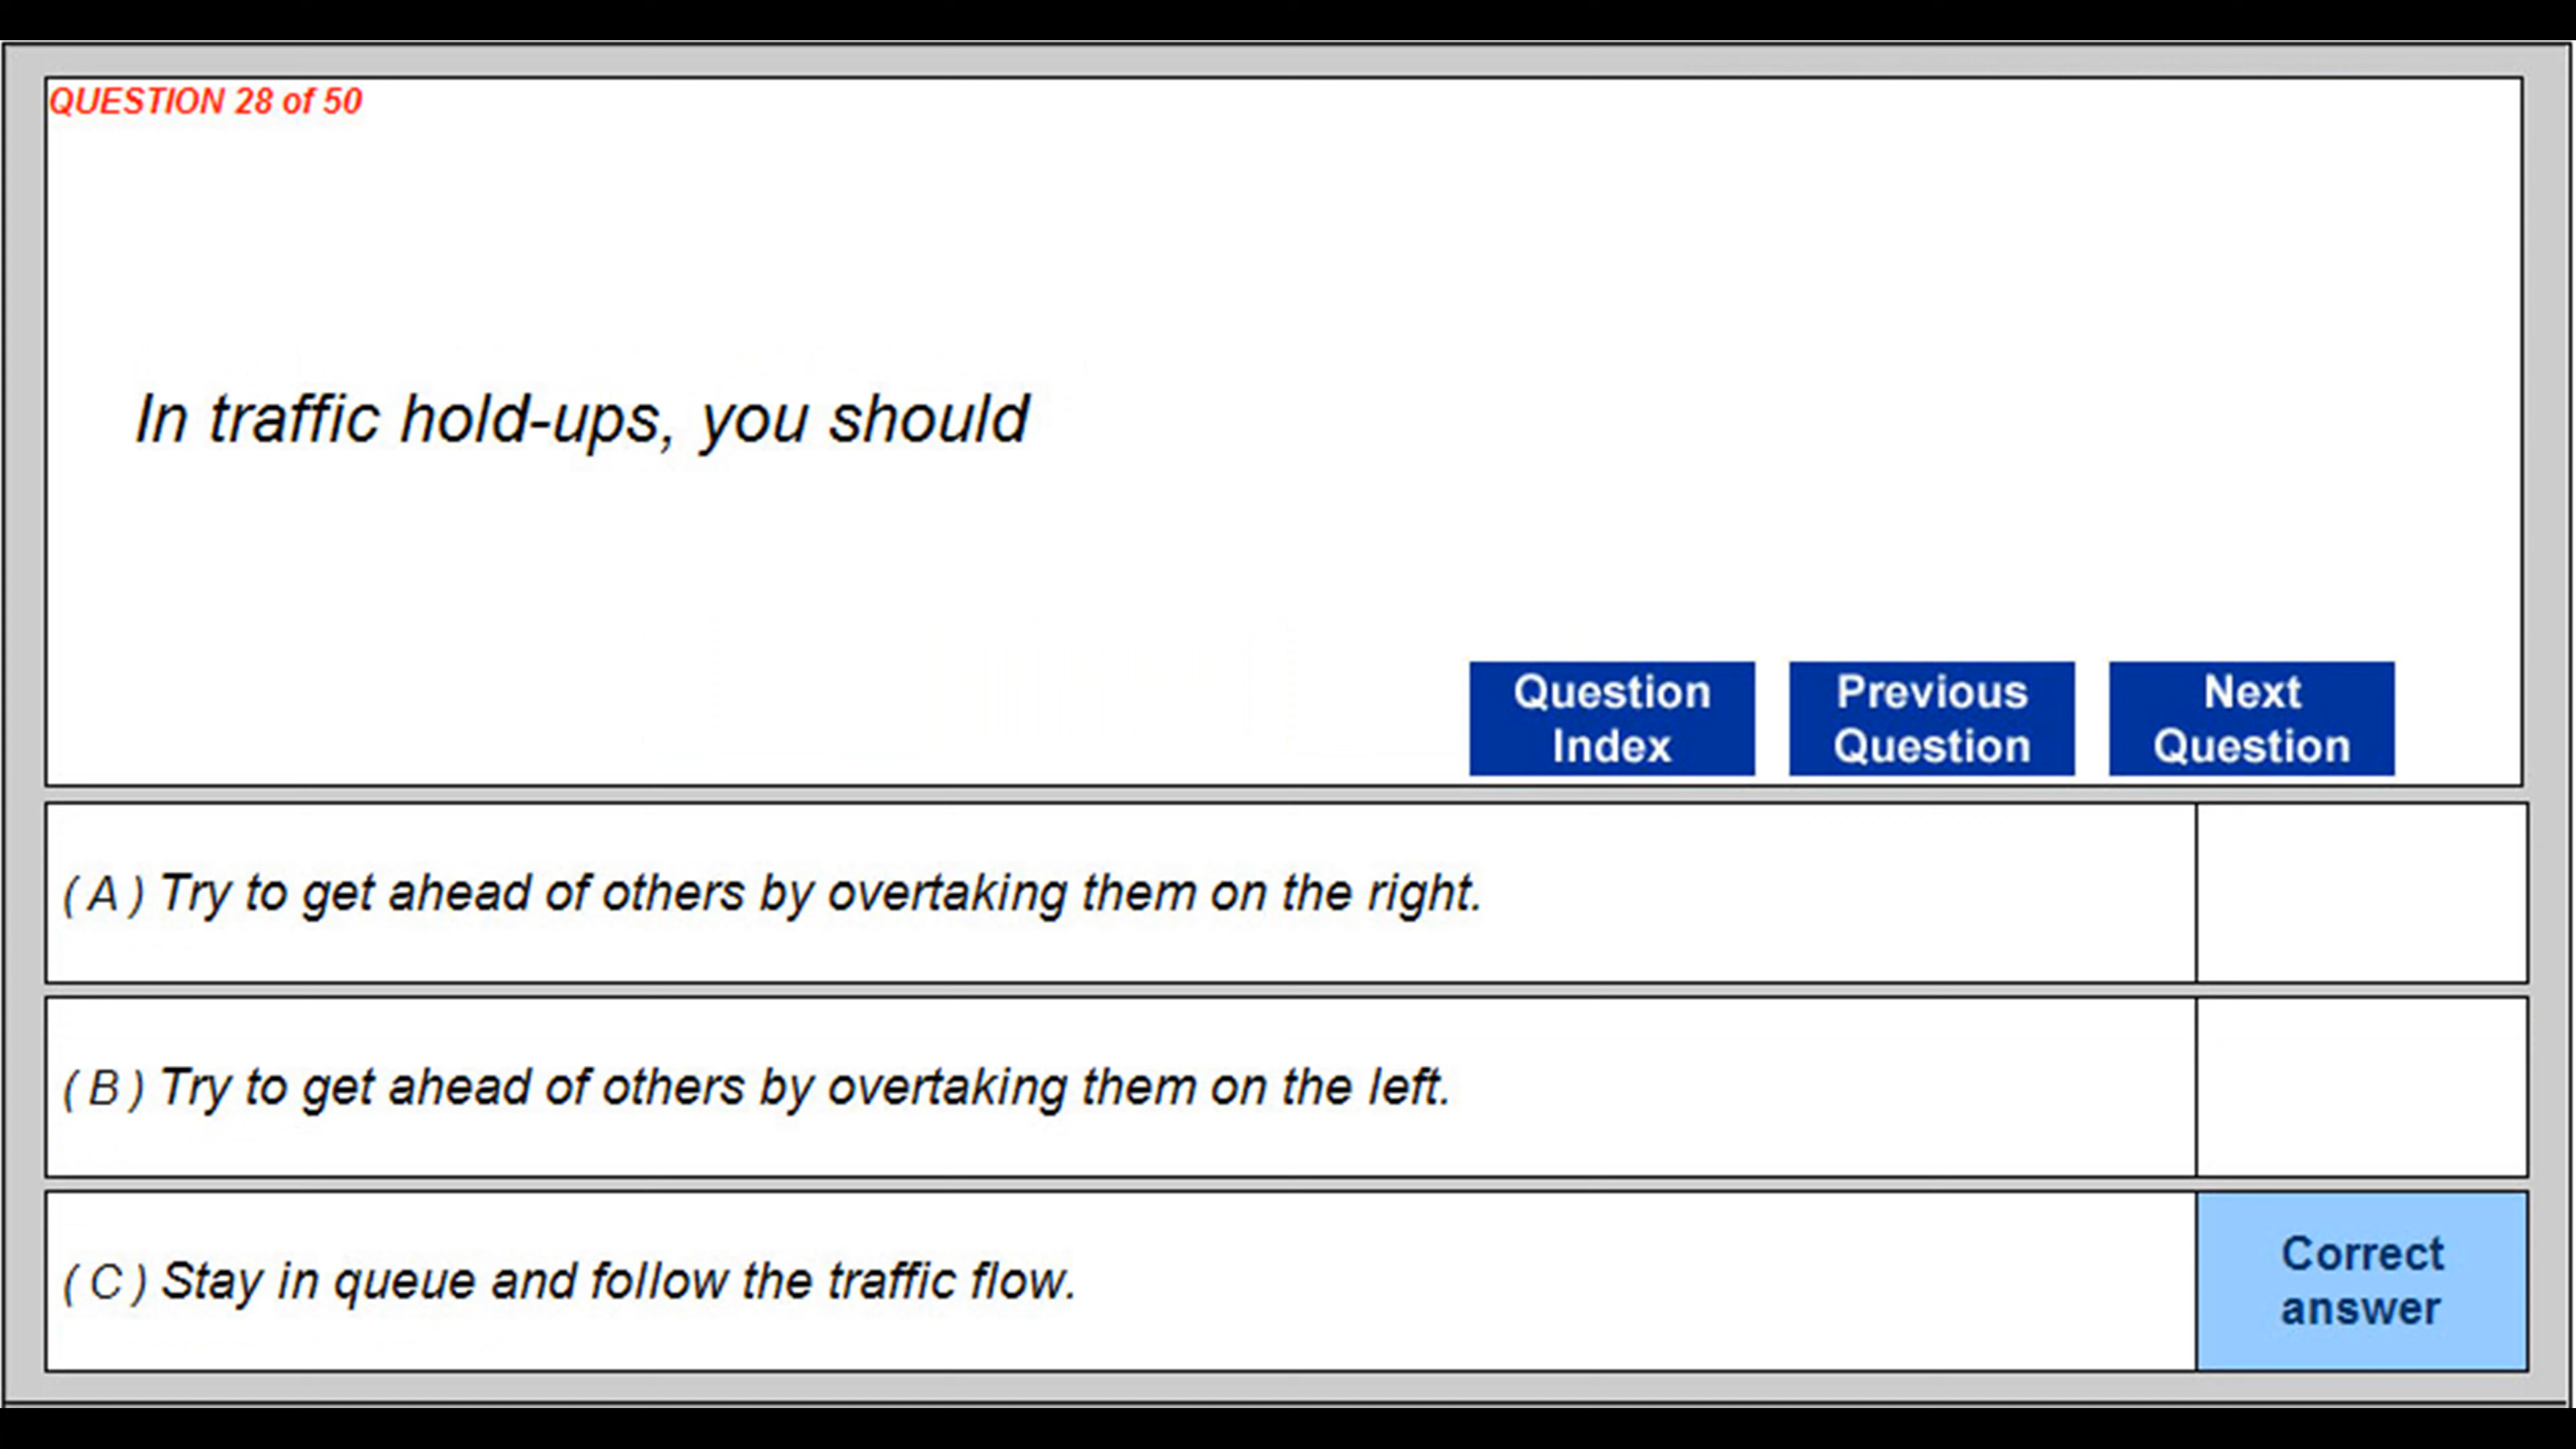 QUESTION 28 of 50
In traffic hold-ups, you should
Question
Index
Previous
Question
Next
Question
( A ) Try to get ahead of others by overtaking them on the right.
( B ) Try to get ahead of others by overtaking them on the left.
( C ) Stay in queue and follow the traffic flow.
Correct
answer